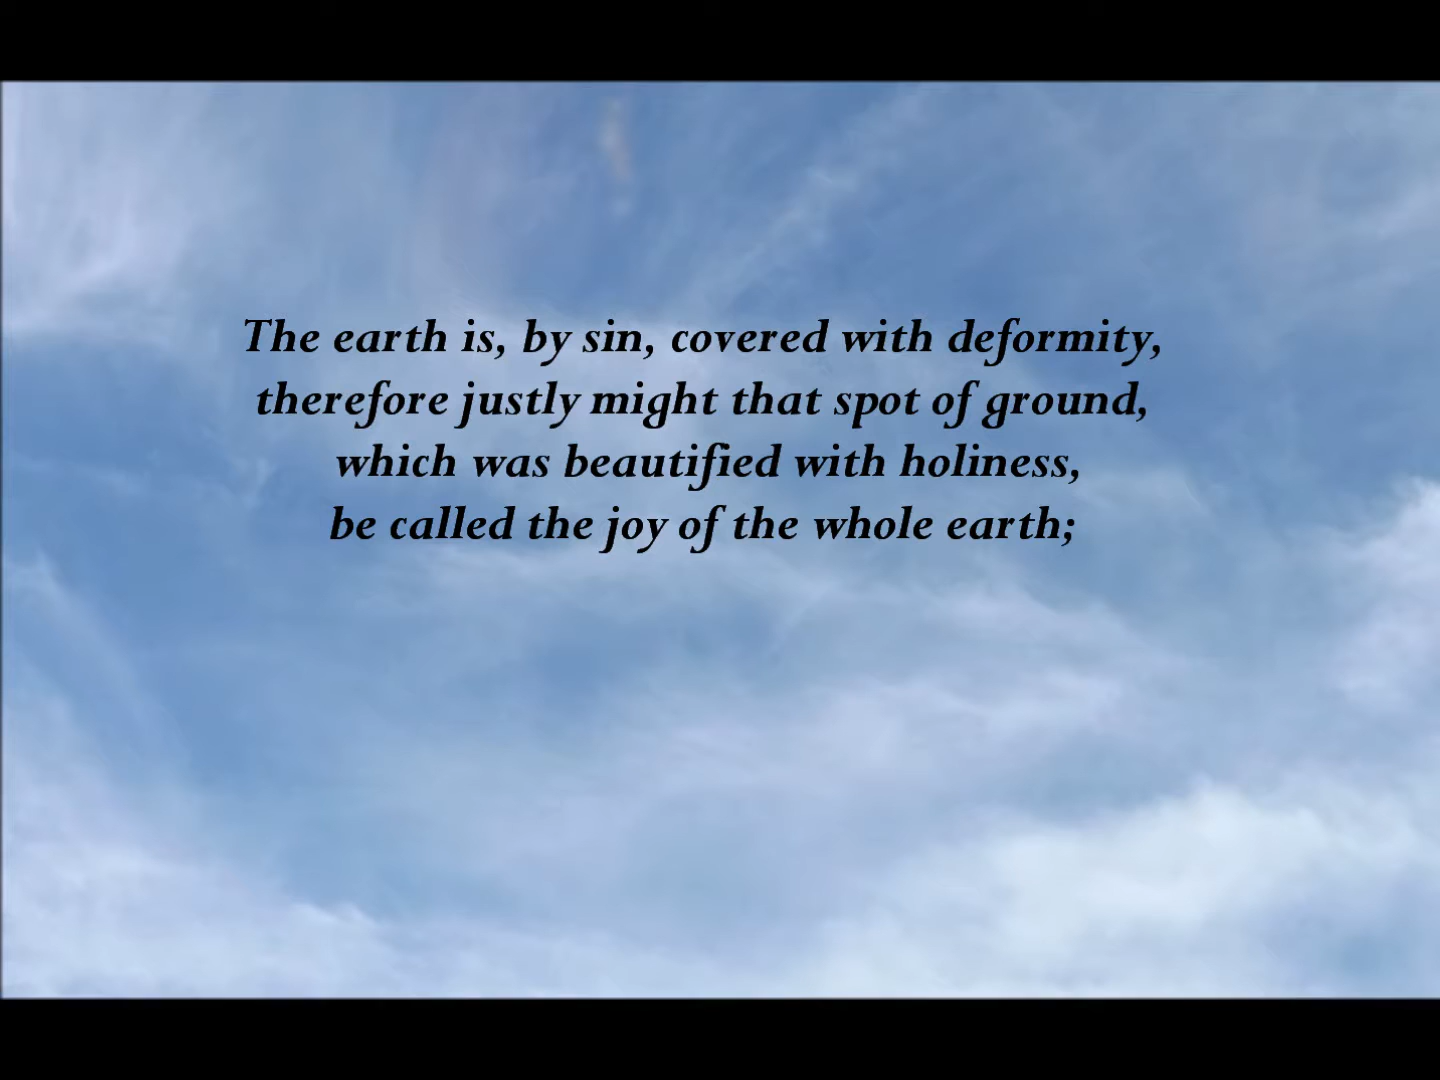 The earth is, by sin, covered with deformity,
therefore justly might that spot of ground,
which was beautified with holiness,
be called the joy of the whole earth;